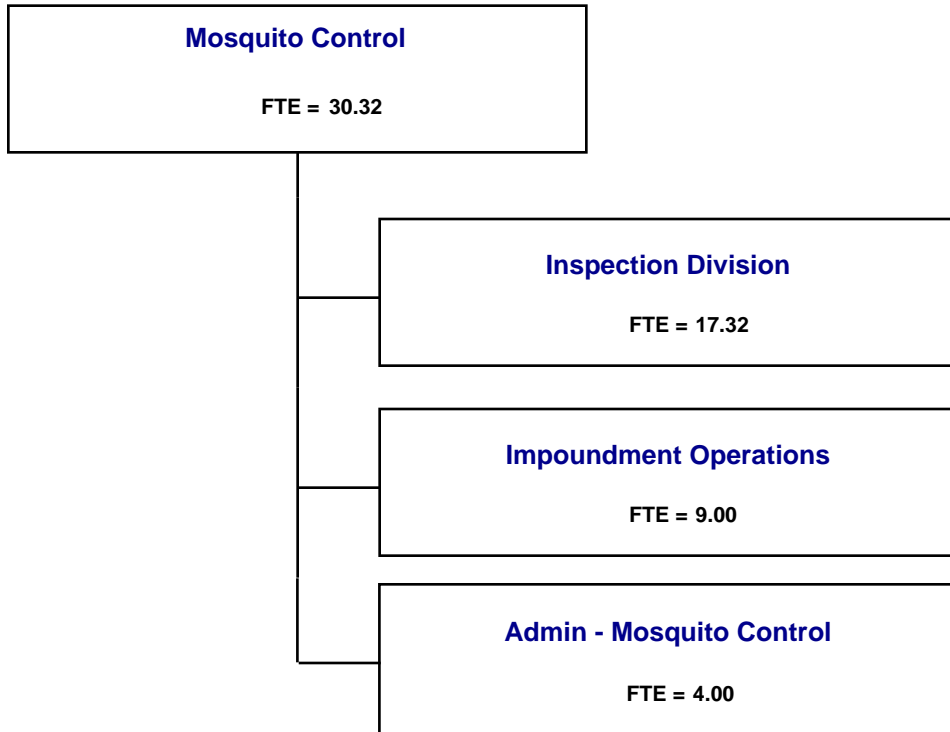 Mosquito Control
FTE = 30.32
Inspection Division
FTE = 17.32
Impoundment Operations
FTE = 9.00
Admin - Mosquito Control
FTE = 4.00